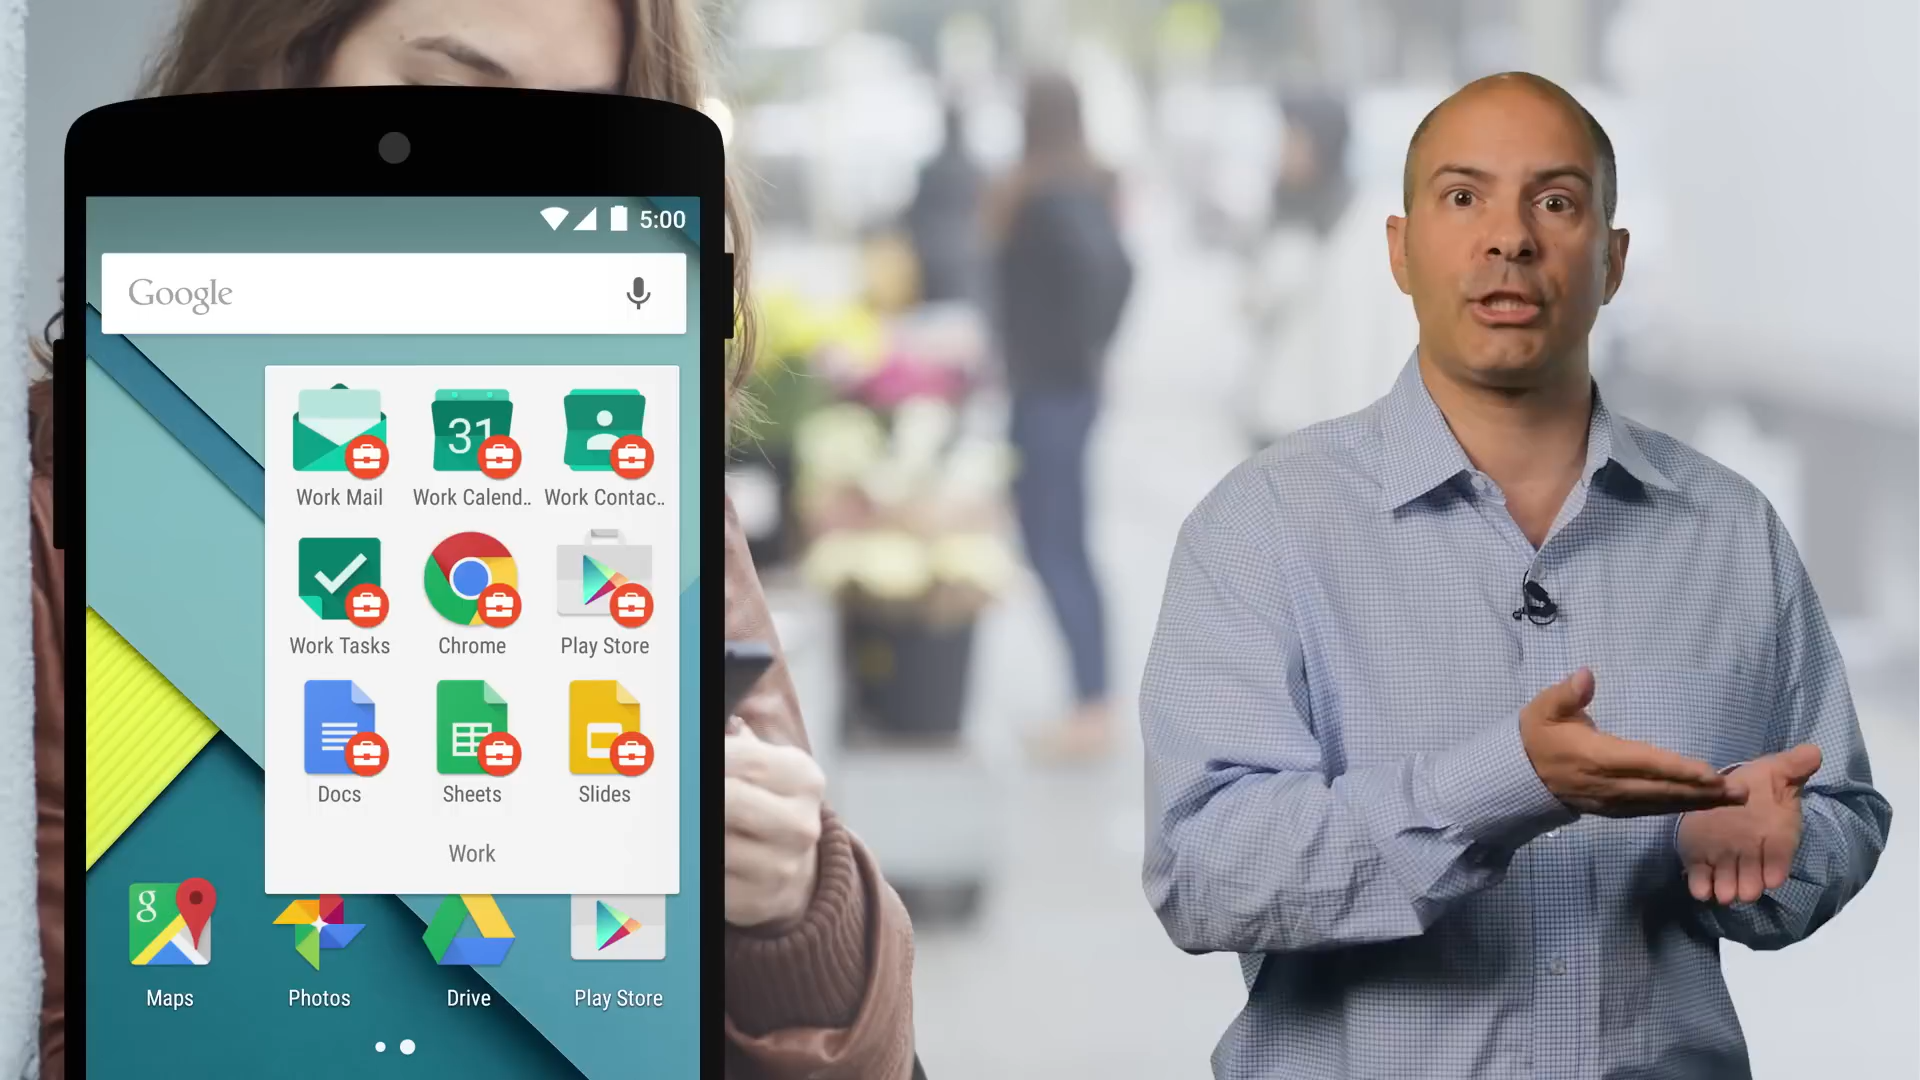 5:00
Google
31
Work Mail
Work Calend..
Work Contac..
Work Tasks
Chrome
Play Store
Docs
Sheets
Slides
Work
g
Maps
Photos
Drive
Play Store